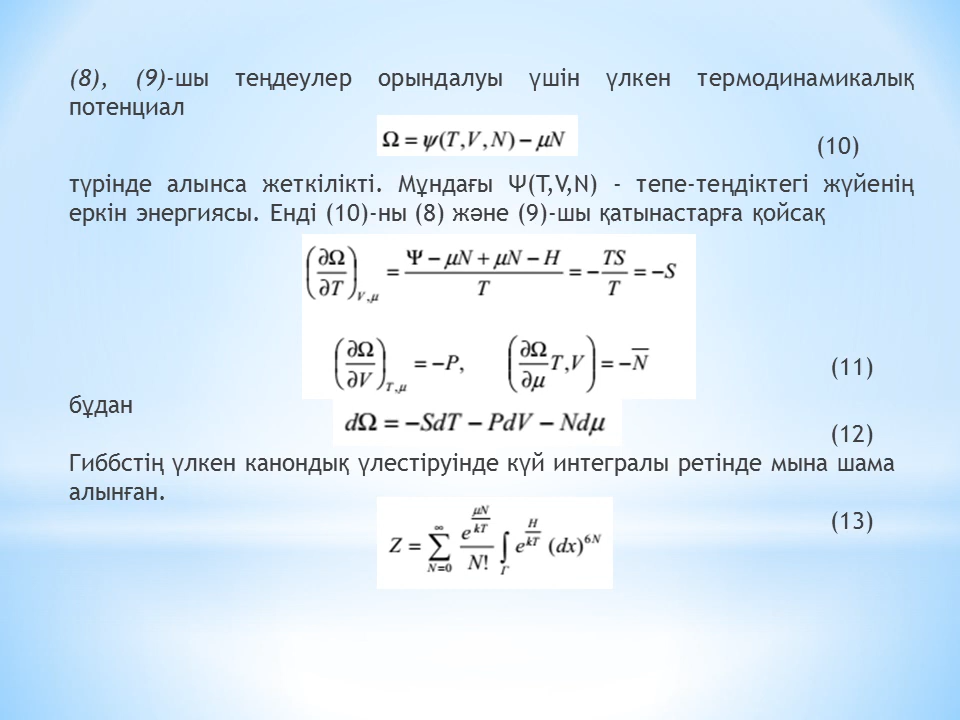 (8), (9)-шы теңдеулер орындалуы үшін үлкен термодинамикалық
потенциал
Ω = ψ(T,V,N) − μN
(10)
түрінде алынса жеткілікті. Мұндағы Ψ(T,V,N) - тепе-теңдіктегі жүйенің
еркін энергиясы. Енді (10)-ны (8) және (9)-шы қатынастарға қойсақ
(∂Ω/∂T)_{V,μ} = (Ψ − μN + μN − H)/T = −TS/T = −S
(∂Ω/∂V)_{T,μ} = −P, (∂Ω/∂μ T,V) = −N̅
(11)
бұдан
dΩ = −SdT − PdV − Ndμ
(12)
Гиббстің үлкен канондық үлестіруінде күй интегралы ретінде мына шама
алынған.
(13)
Z = ∑_{N=0}^{∞} e^{μN/kT}/N! ∫_Γ e^{H/kT} (dx)^{6N}